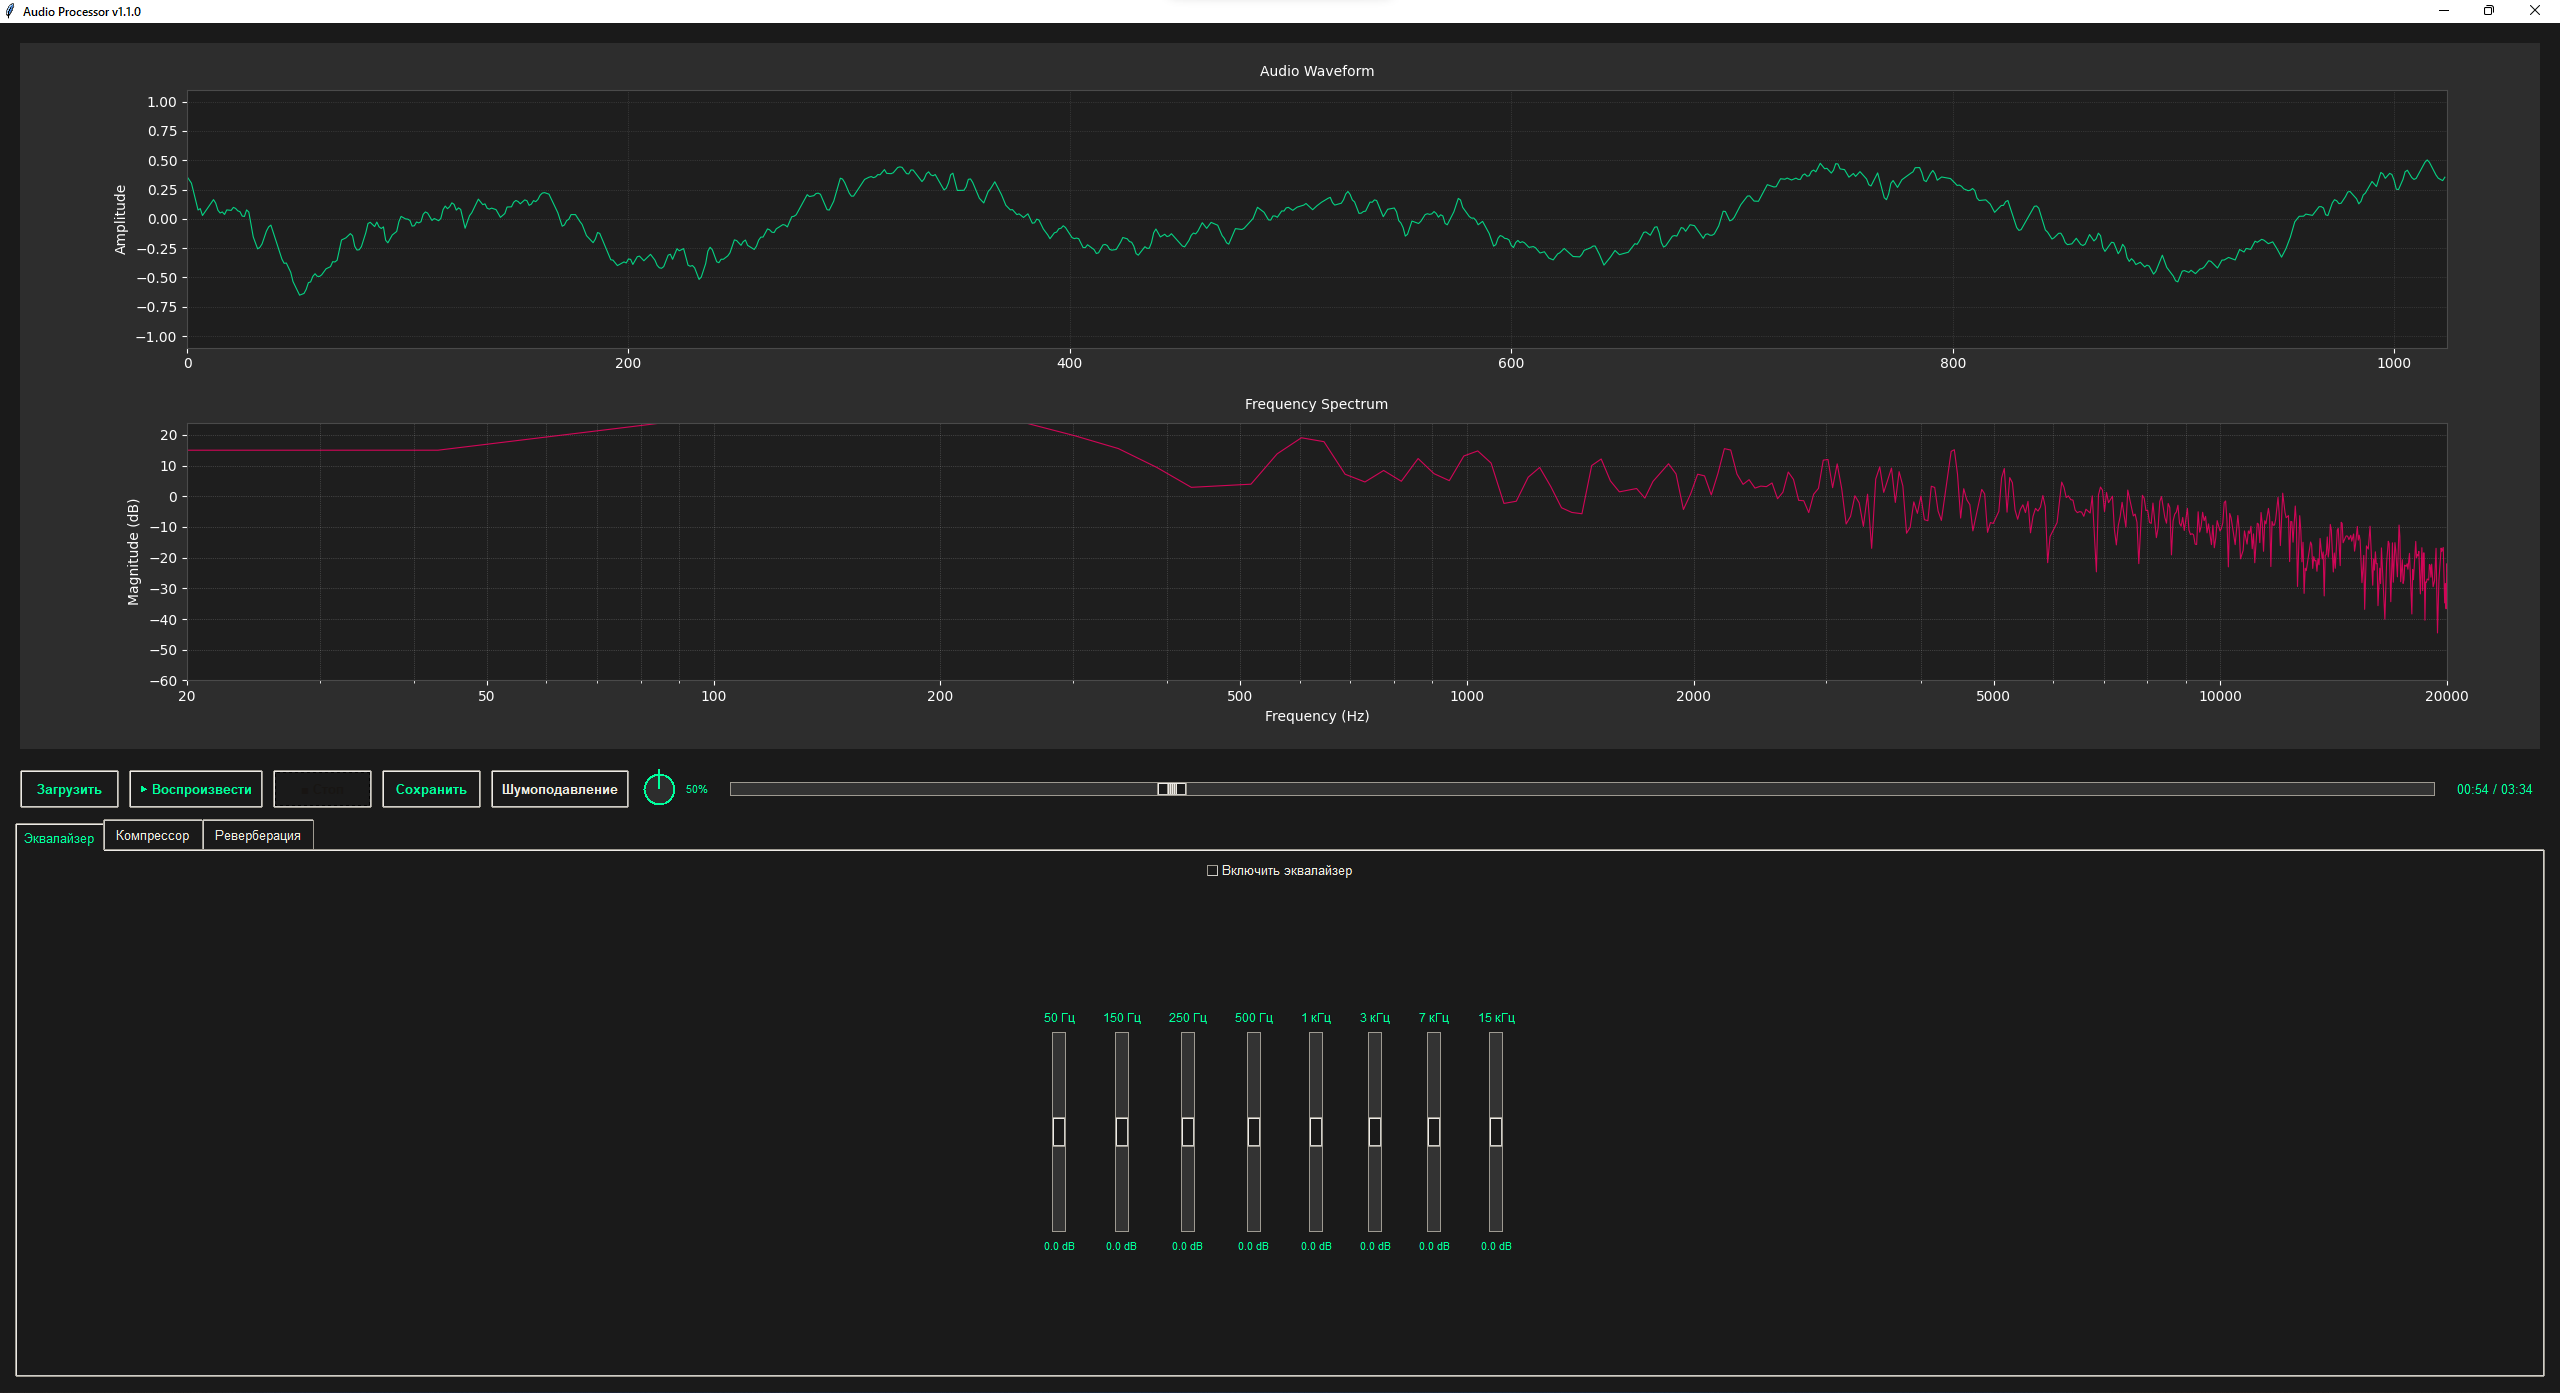 Audio Processor v1.1.0
Audio Waveform
1.00
0.75
0.50
0.25
0.00
−0.25
−0.50
−0.75
−1.00
Amplitude
0 200 400 600 800 1000
Frequency Spectrum
20
10
0
−10
−20
−30
−40
−50
−60
Magnitude (dB)
20 50 100 200 500 1000 2000 5000 10000 20000
Frequency (Hz)
Загрузить ▶ Воспроизвести Сохранить Шумоподавление 50% 00:54 / 03:34
Эквалайзер Компрессор Реверберация
Включить эквалайзер
50 Гц 150 Гц 250 Гц 500 Гц 1 кГц 3 кГц 7 кГц 15 кГц
0.0 dB 0.0 dB 0.0 dB 0.0 dB 0.0 dB 0.0 dB 0.0 dB 0.0 dB